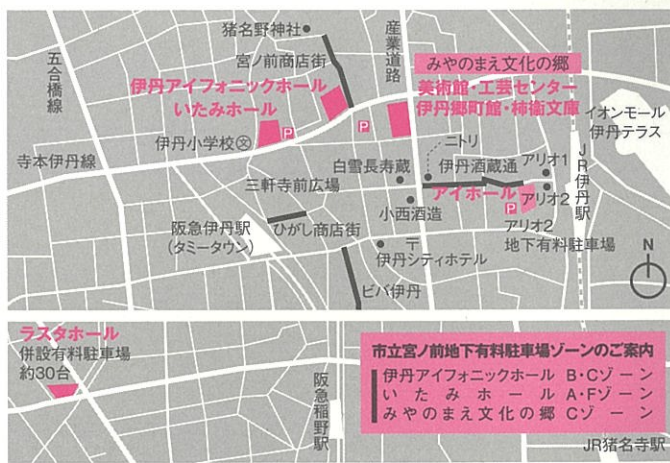 猪名野神社
宮ノ前商店街
五合橋線
産業道路
みやのまえ文化の郷
美術館・工芸センター
伊丹郷町館・柿衞文庫
伊丹アイフォニックホール
いたみホール
P
P
イオンモール
伊丹テラス
伊丹小学校文
ニトリ
JR伊丹駅
寺本伊丹線
白雪長寿蔵
伊丹酒蔵通
アリオ1
三軒寺前広場
アイホール
アリオ2
小西酒造
P
アリオ2
地下有料駐車場
阪急伊丹駅
(タミータウン)
ひがし商店街
〒
伊丹シティホテル
N
ビバ伊丹
ラスタホール
併設有料駐車場
約30台
阪急稲野駅
市立宮ノ前地下有料駐車場ゾーンのご案内
伊丹アイフォニックホール B・Cゾーン
いたみホール A・Fゾーン
みやのまえ文化の郷 Cゾーン
JR猪名寺駅